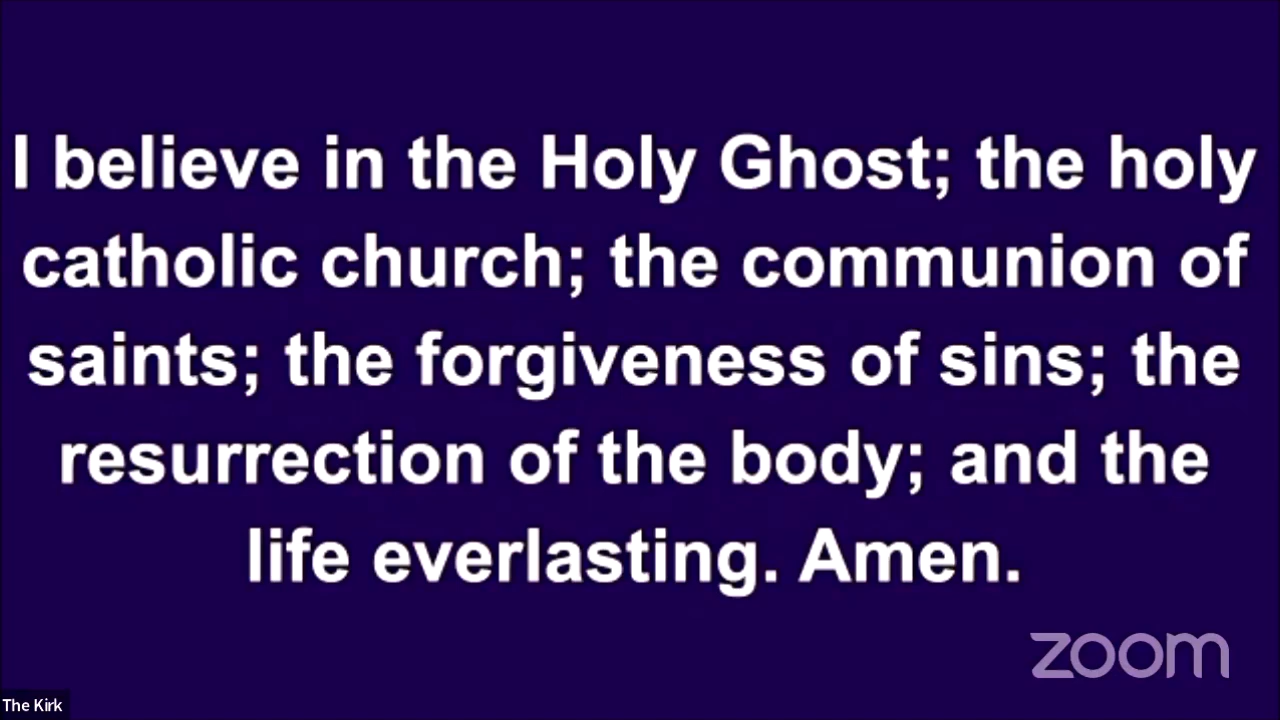 I believe in the Holy Ghost; the holy
catholic church; the communion of
saints; the forgiveness of sins; the
resurrection of the body; and the
life everlasting. Amen.
zoom
The Kirk